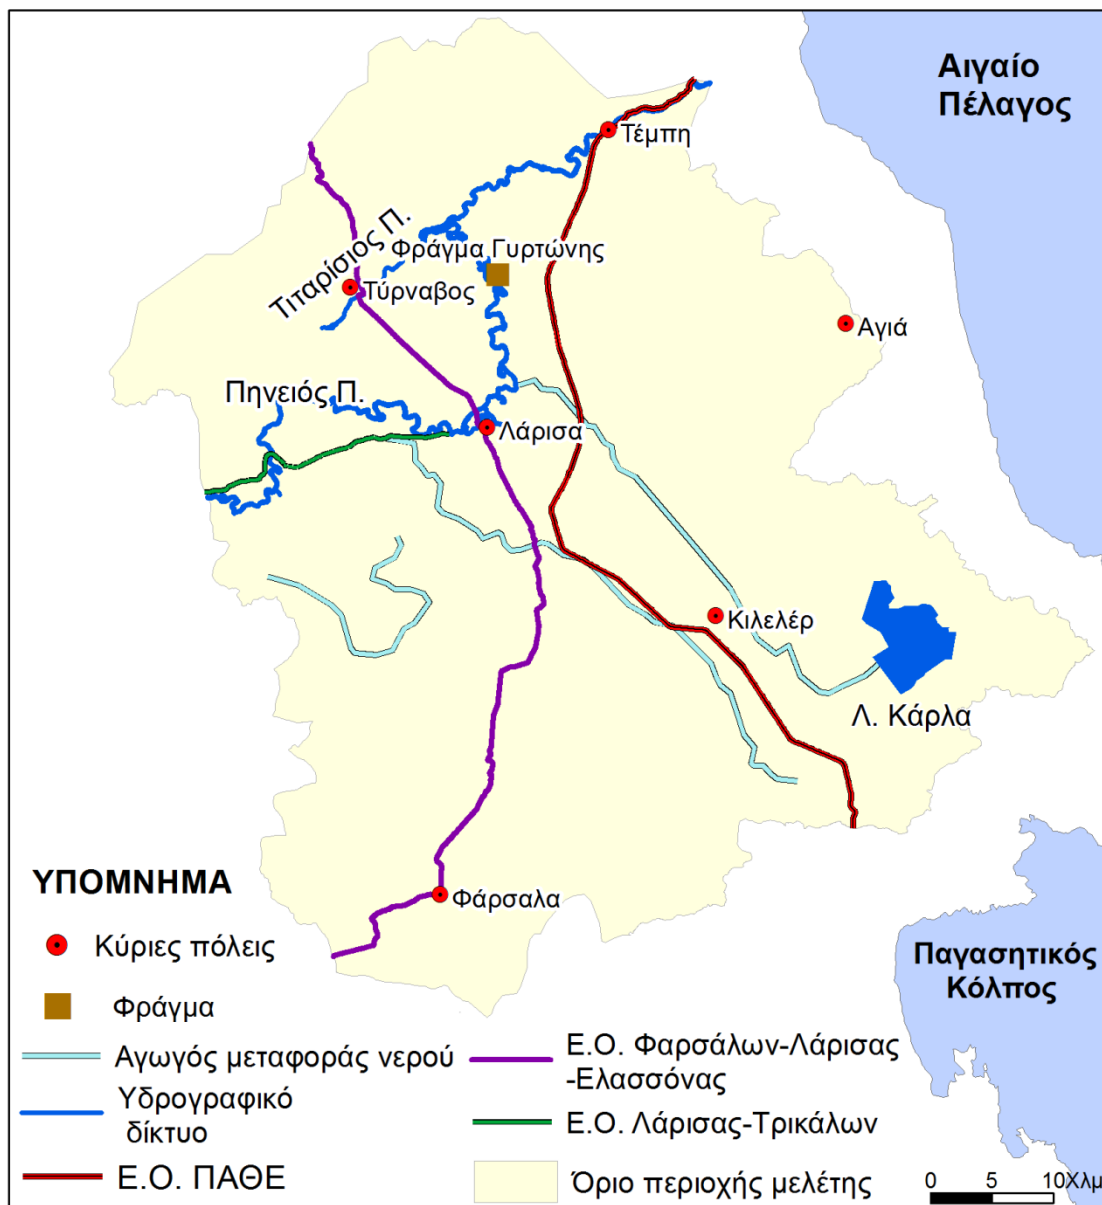 Αιγαίο
Πέλαγος
Τέμπη
Τιταρίσιος Π.
Φράγμα Γυρτώνης
Τύρναβος
Αγιά
Πηνειός Π.
Λάρισα
Κιλελέρ
Λ. Κάρλα
Φάρσαλα
Παγασητικός
Κόλπος
ΥΠΟΜΝΗΜΑ
Κύριες πόλεις
Φράγμα
Αγωγός μεταφοράς νερού
Υδρογραφικό
δίκτυο
Ε.Ο. ΠΑΘΕ
Ε.Ο. Φαρσάλων-Λάρισας
-Ελασσόνας
Ε.Ο. Λάρισας-Τρικάλων
Όριο περιοχής μελέτης
0 5 10Χλμ